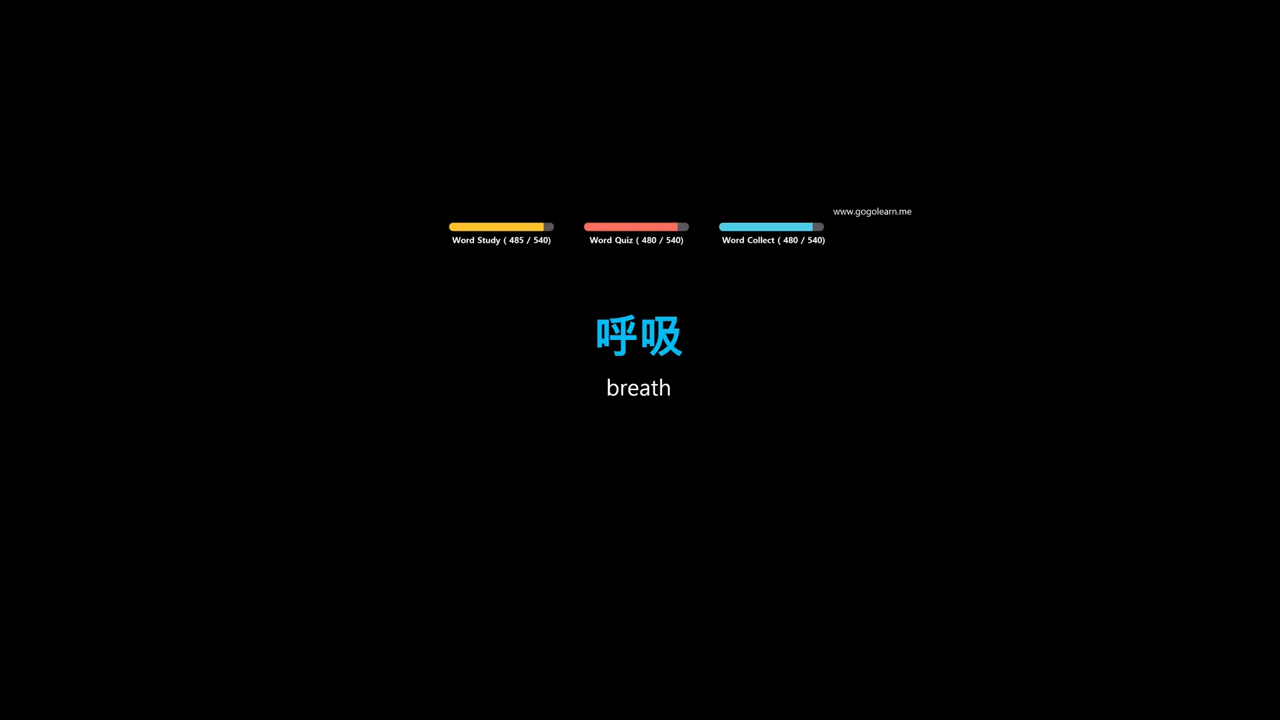 www.gogolearn.me
Word Study ( 485 / 540)
Word Quiz ( 480 / 540)
Word Collect ( 480 / 540)
呼吸
breath